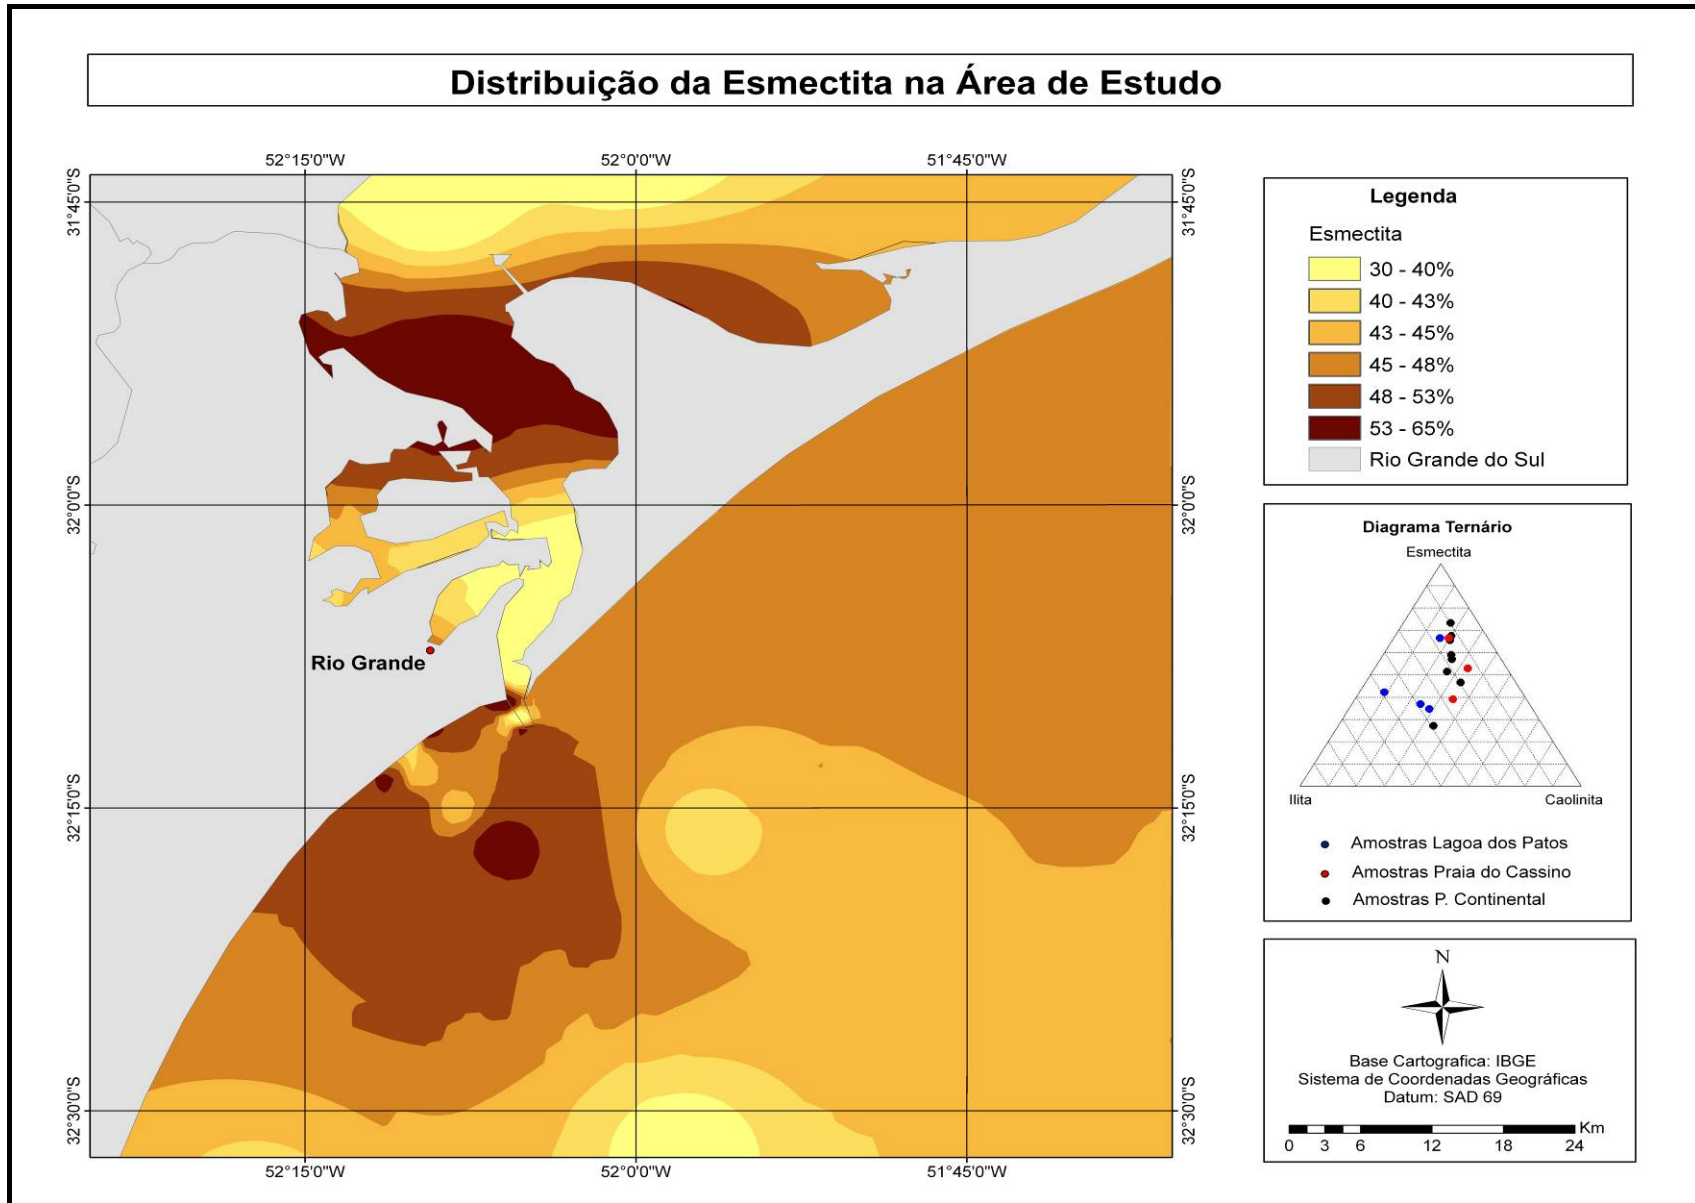 Distribuição da Esmectita na Área de Estudo
52°15'0"W
52°0'0"W
51°45'0"W
31°45'0"S
31°45'0"S
32°0'0"S
32°0'0"S
Rio Grande
32°15'0"S
32°15'0"S
32°30'0"S
32°30'0"S
52°15'0"W
52°0'0"W
51°45'0"W
Legenda
Esmectita
30 - 40%
40 - 43%
43 - 45%
45 - 48%
48 - 53%
53 - 65%
Rio Grande do Sul
Diagrama Ternário
Esmectita
Ilita
Caolinita
Amostras Lagoa dos Patos
Amostras Praia do Cassino
Amostras P. Continental
N
Base Cartografica: IBGE
Sistema de Coordenadas Geográficas
Datum: SAD 69
Km
0 3 6 12 18 24